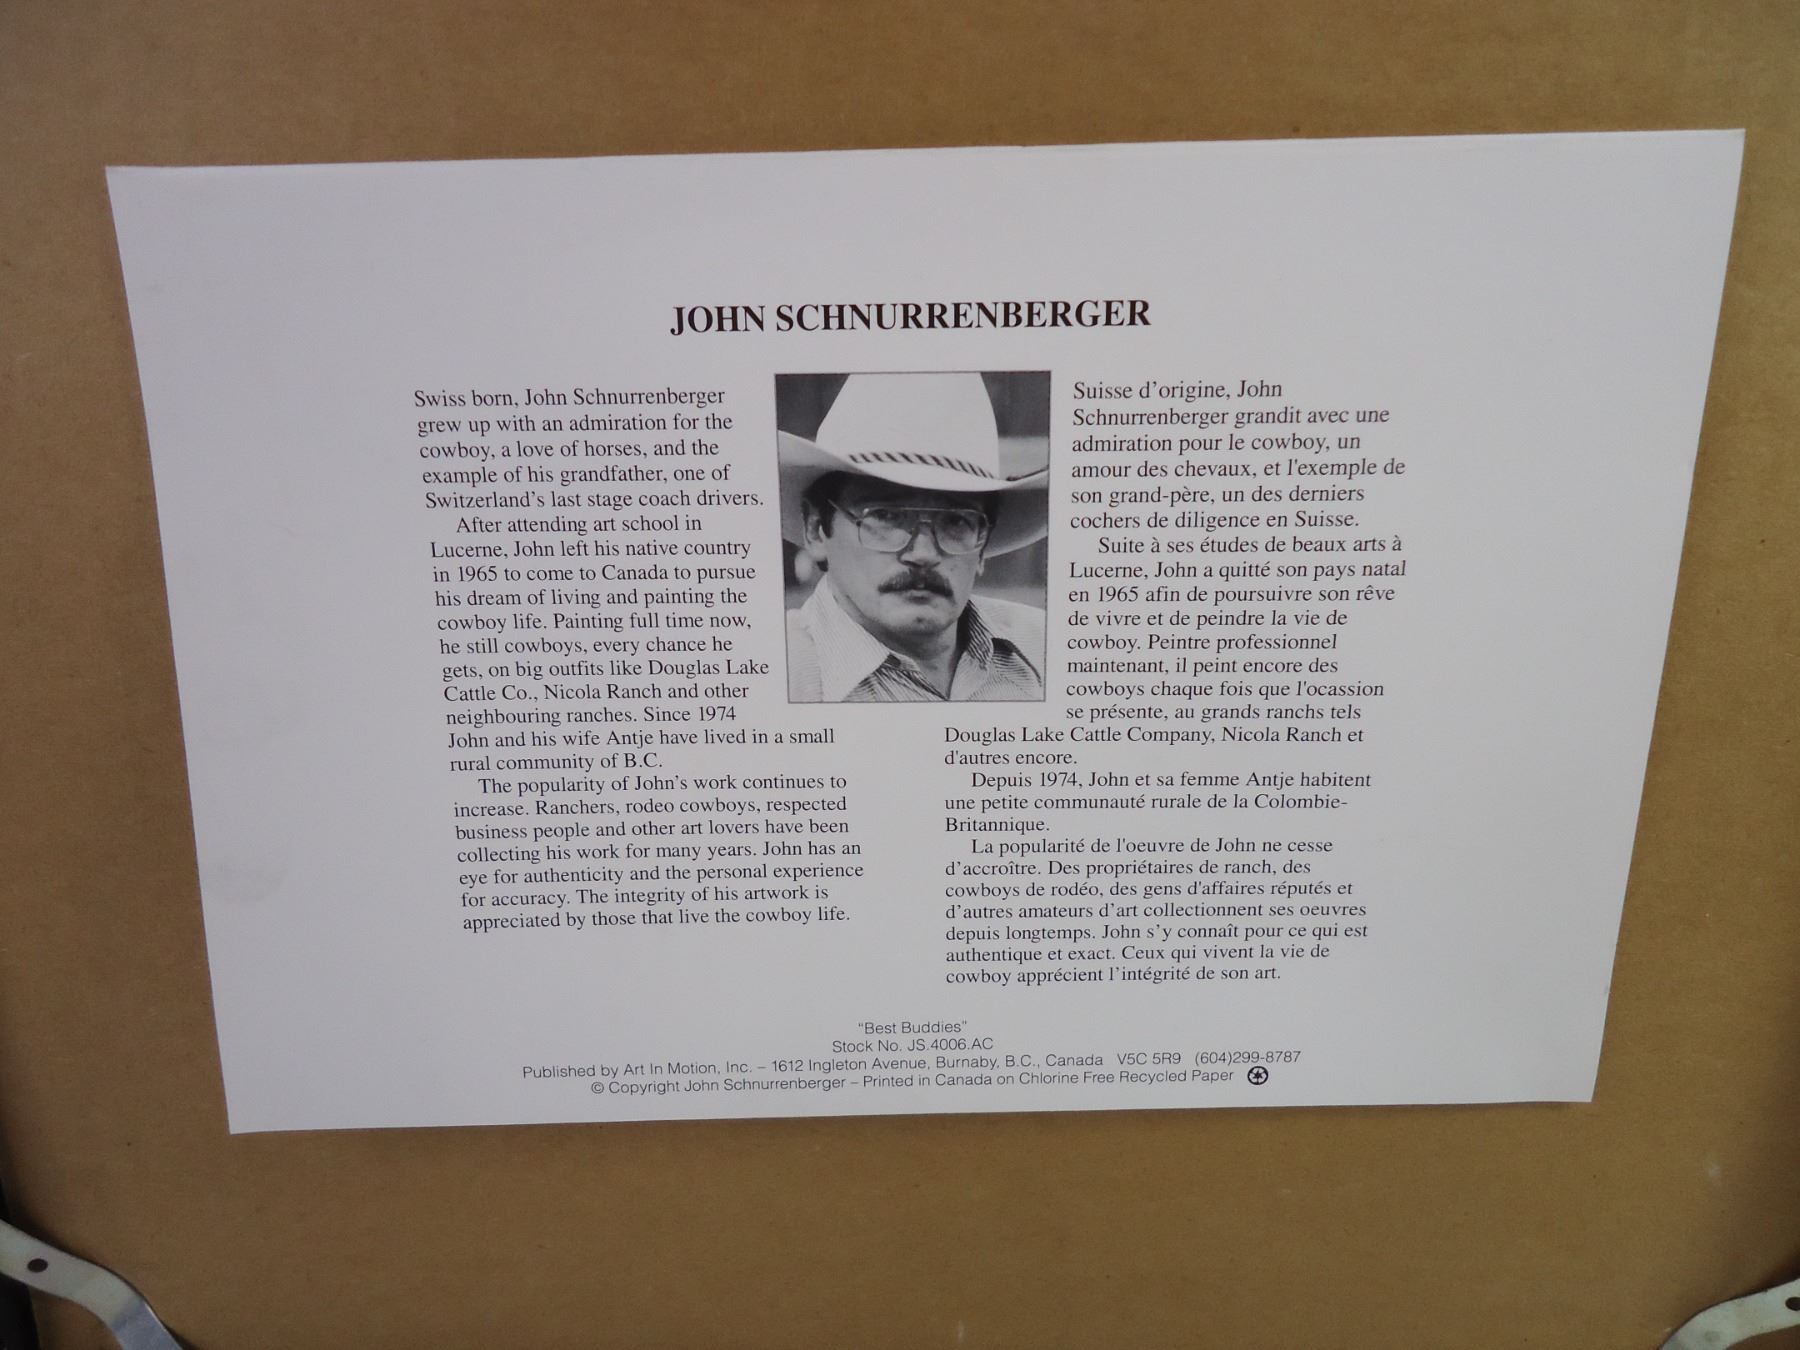 JOHN SCHNURRENBERGER
Swiss born, John Schnurrenberger
grew up with an admiration for the
cowboy, a love of horses, and the
example of his grandfather, one of
Switzerland's last stage coach drivers.
After attending art school in
Lucerne, John left his native country
in 1965 to come to Canada to pursue
his dream of living and painting the
cowboy life. Painting full time now,
he still cowboys, every chance he
gets, on big outfits like Douglas Lake
Cattle Co., Nicola Ranch and other
neighbouring ranches. Since 1974
John and his wife Antje have lived in a small
rural community of B.C.
The popularity of John's work continues to
increase. Ranchers, rodeo cowboys, respected
business people and other art lovers have been
collecting his work for many years. John has an
eye for authenticity and the personal experience
for accuracy. The integrity of his artwork is
appreciated by those that live the cowboy life.
Suisse d'origine, John
Schnurrenberger grandit avec une
admiration pour le cowboy, un
amour des chevaux, et l'exemple de
son grand-père, un des derniers
cochers de diligence en Suisse.
Suite à ses études de beaux arts à
Lucerne, John a quitté son pays natal
en 1965 afin de poursuivre son rêve
de vivre et de peindre la vie de
cowboy. Peintre professionnel
maintenant, il peint encore des
cowboys chaque fois que l'ocassion
se présente, au grands ranchs tels
Douglas Lake Cattle Company, Nicola Ranch et
d'autres encore.
Depuis 1974, John et sa femme Antje habitent
une petite communauté rurale de la Colombie-
Britannique.
La popularité de l'oeuvre de John ne cesse
d'accroître. Des propriétaires de ranch, des
cowboys de rodéo, des gens d'affaires réputés et
d'autres amateurs d'art collectionnent ses oeuvres
depuis longtemps. John s'y connaît pour ce qui est
authentique et exact. Ceux qui vivent la vie de
cowboy apprécient l'intégrité de son art.
"Best Buddies"
Stock No. JS.4006.AC
Published by Art In Motion, Inc. – 1612 Ingleton Avenue, Burnaby, B.C., Canada V5C 5R9 (604)299-8787
© Copyright John Schnurrenberger – Printed in Canada on Chlorine Free Recycled Paper